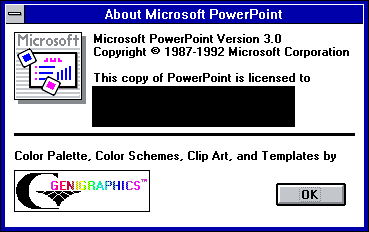 About Microsoft PowerPoint
Microsoft
Microsoft PowerPoint Version 3.0
Copyright © 1987-1992 Microsoft Corporation
This copy of PowerPoint is licensed to
Color Palette, Color Schemes, Clip Art, and Templates by
GENIGRAPHICS™
OK